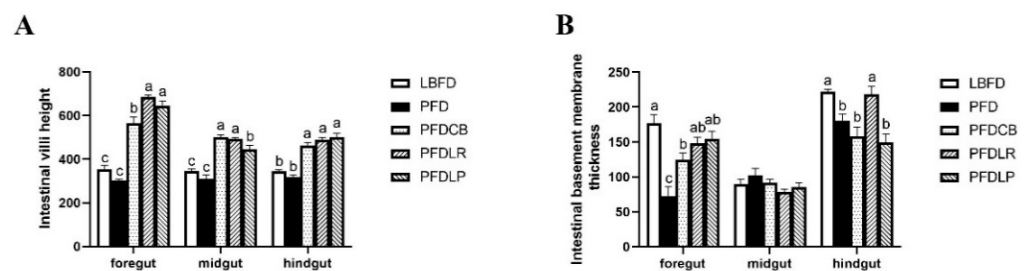 A
Intestinal villi height
800
600
400
200
0
c c b a a
c c a a b
b b a a a
foregut midgut hindgut
LBFD
PFD
PFDCB
PFDLR
PFDLP
B
Intestinal basement membrane
thickness
250
200
150
100
50
0
a c b ab ab
a b b a b
foregut midgut hindgut
LBFD
PFD
PFDCB
PFDLR
PFDLP